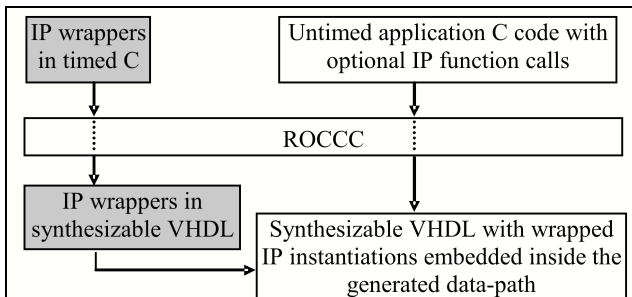 IP wrappers
in timed C
Untimed application C code with
optional IP function calls
ROCCC
IP wrappers in
synthesizable VHDL
Synthesizable VHDL with wrapped
IP instantiations embedded inside the
generated data-path